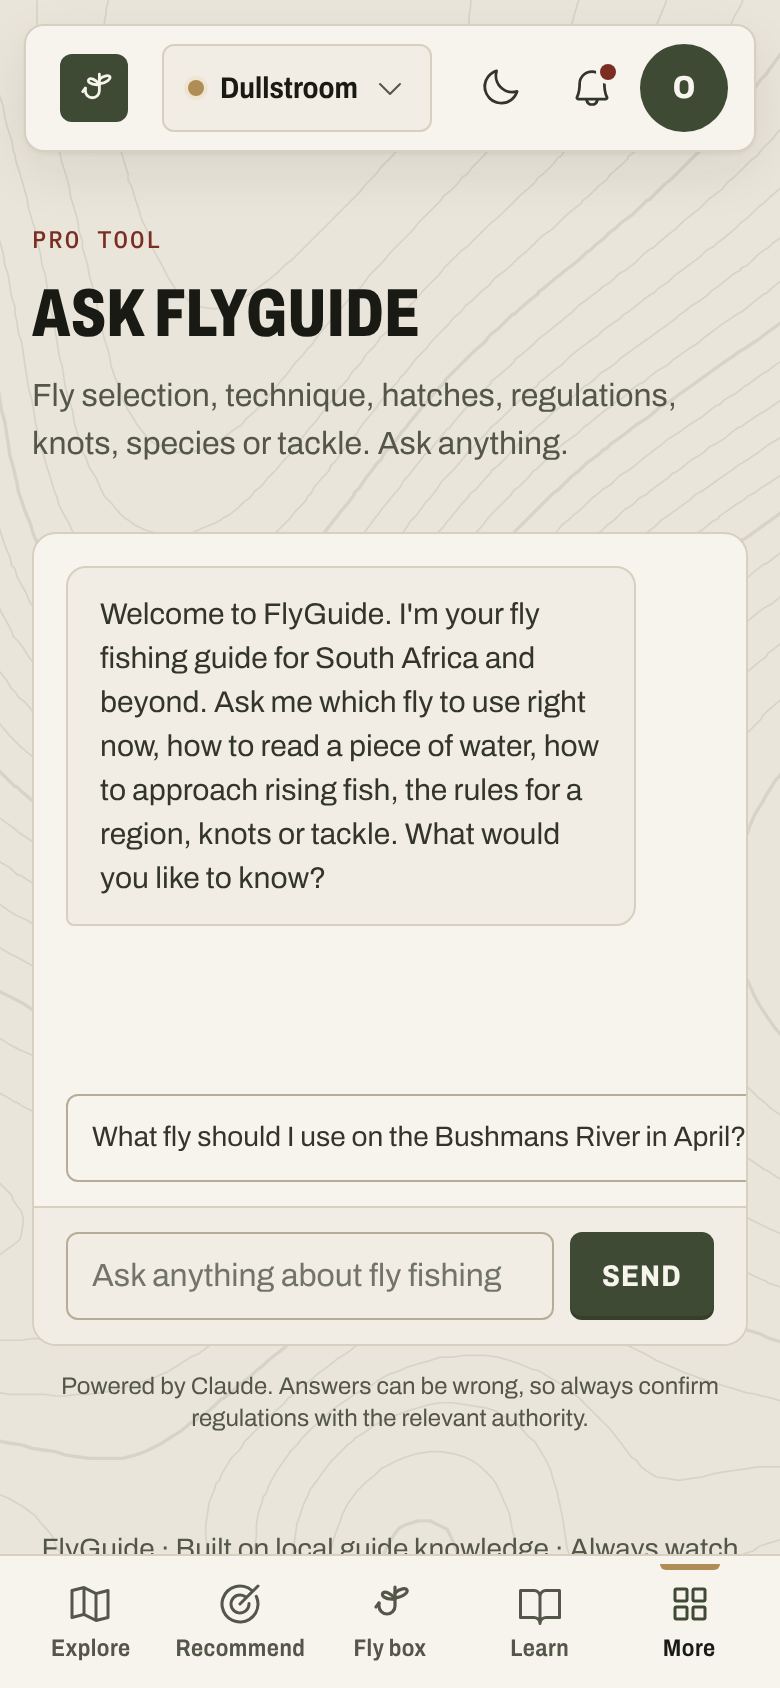 Dullstroom
O
PRO TOOL
ASK FLYGUIDE
Fly selection, technique, hatches, regulations,
knots, species or tackle. Ask anything.
Welcome to FlyGuide. I'm your fly
fishing guide for South Africa and
beyond. Ask me which fly to use right
now, how to read a piece of water, how
to approach rising fish, the rules for a
region, knots or tackle. What would
you like to know?
What fly should I use on the Bushmans River in April?
Ask anything about fly fishing
SEND
Powered by Claude. Answers can be wrong, so always confirm
regulations with the relevant authority.
FlyGuide · Built on local guide knowledge · Always watch
Explore
Recommend
Fly box
Learn
More